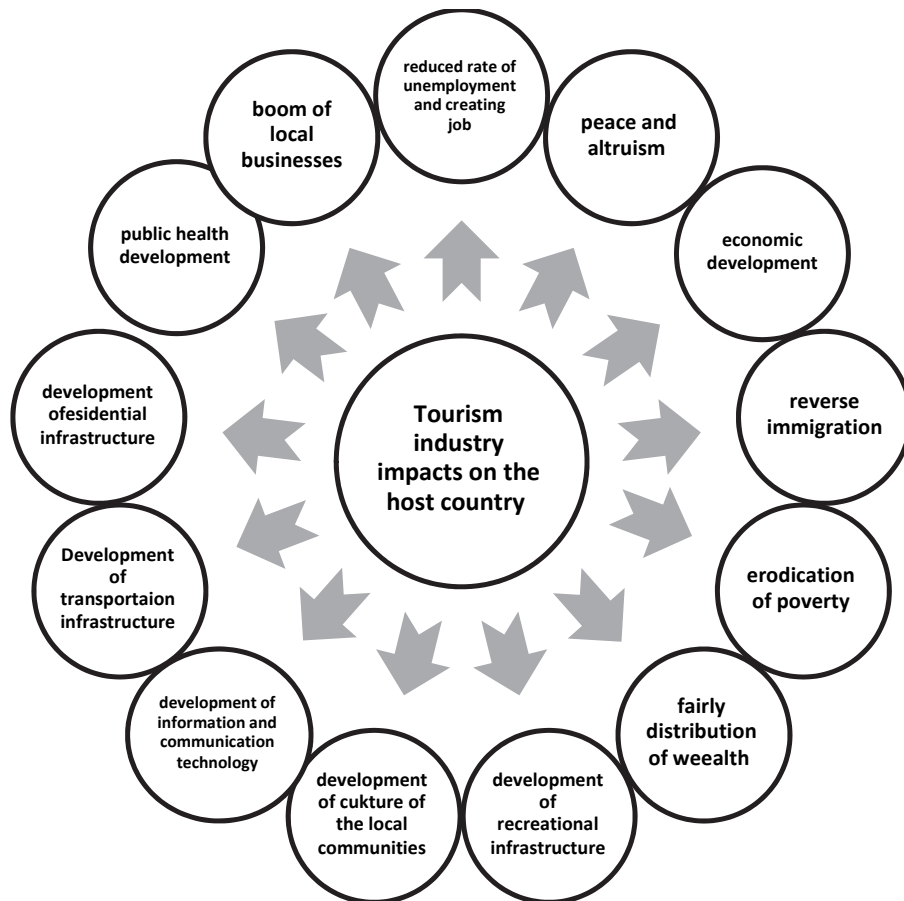 reduced rate of
unemployment
and creating
job
peace and
altruism
economic
development
reverse
immigration
erodication
of poverty
fairly
distribution
of weealth
development
of
recreational
infrastructure
development
of cukture of
the local
communities
development of
information and
communication
technology
Development
of
transportaion
infrastructure
development
ofesidential
infrastructure
public health
development
boom of
local
businesses
Tourism
industry
impacts on the
host country